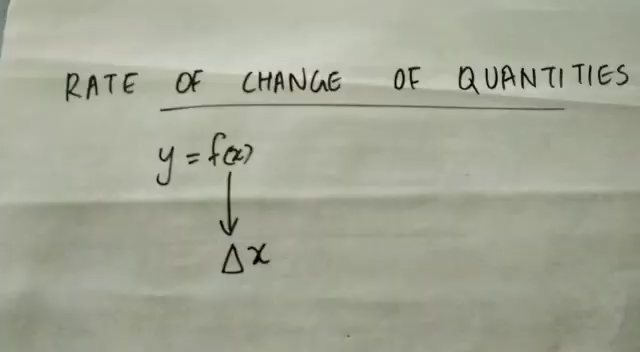 RATE OF CHANGE OF QUANTITIES
y = f(x)
Δx